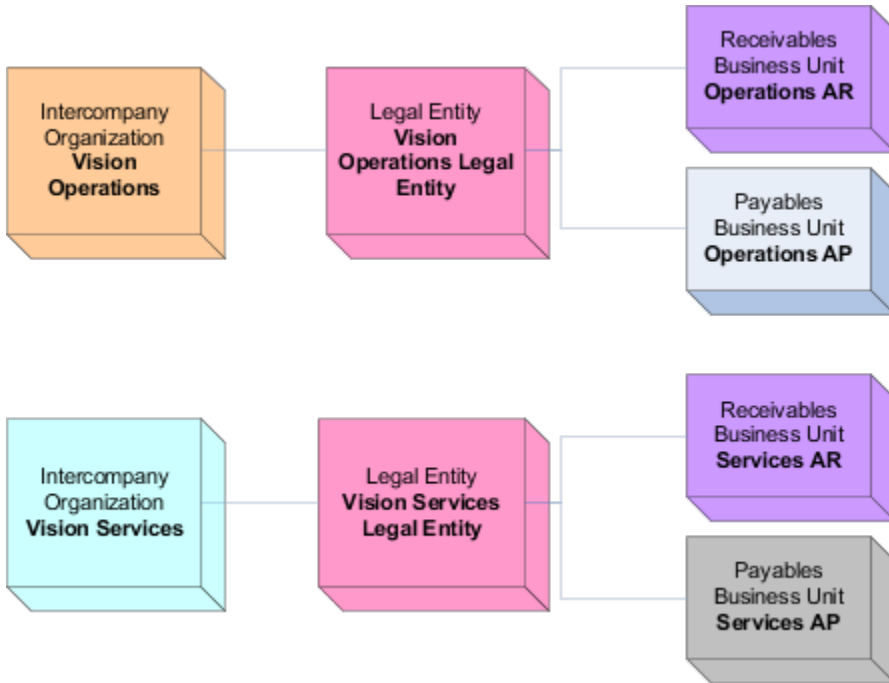 Intercompany
Organization
Vision
Operations
Legal Entity
Vision
Operations Legal
Entity
Receivables
Business Unit
Operations AR
Payables
Business Unit
Operations AP
Intercompany
Organization
Vision Services
Legal Entity
Vision Services
Legal Entity
Receivables
Business Unit
Services AR
Payables
Business Unit
Services AP